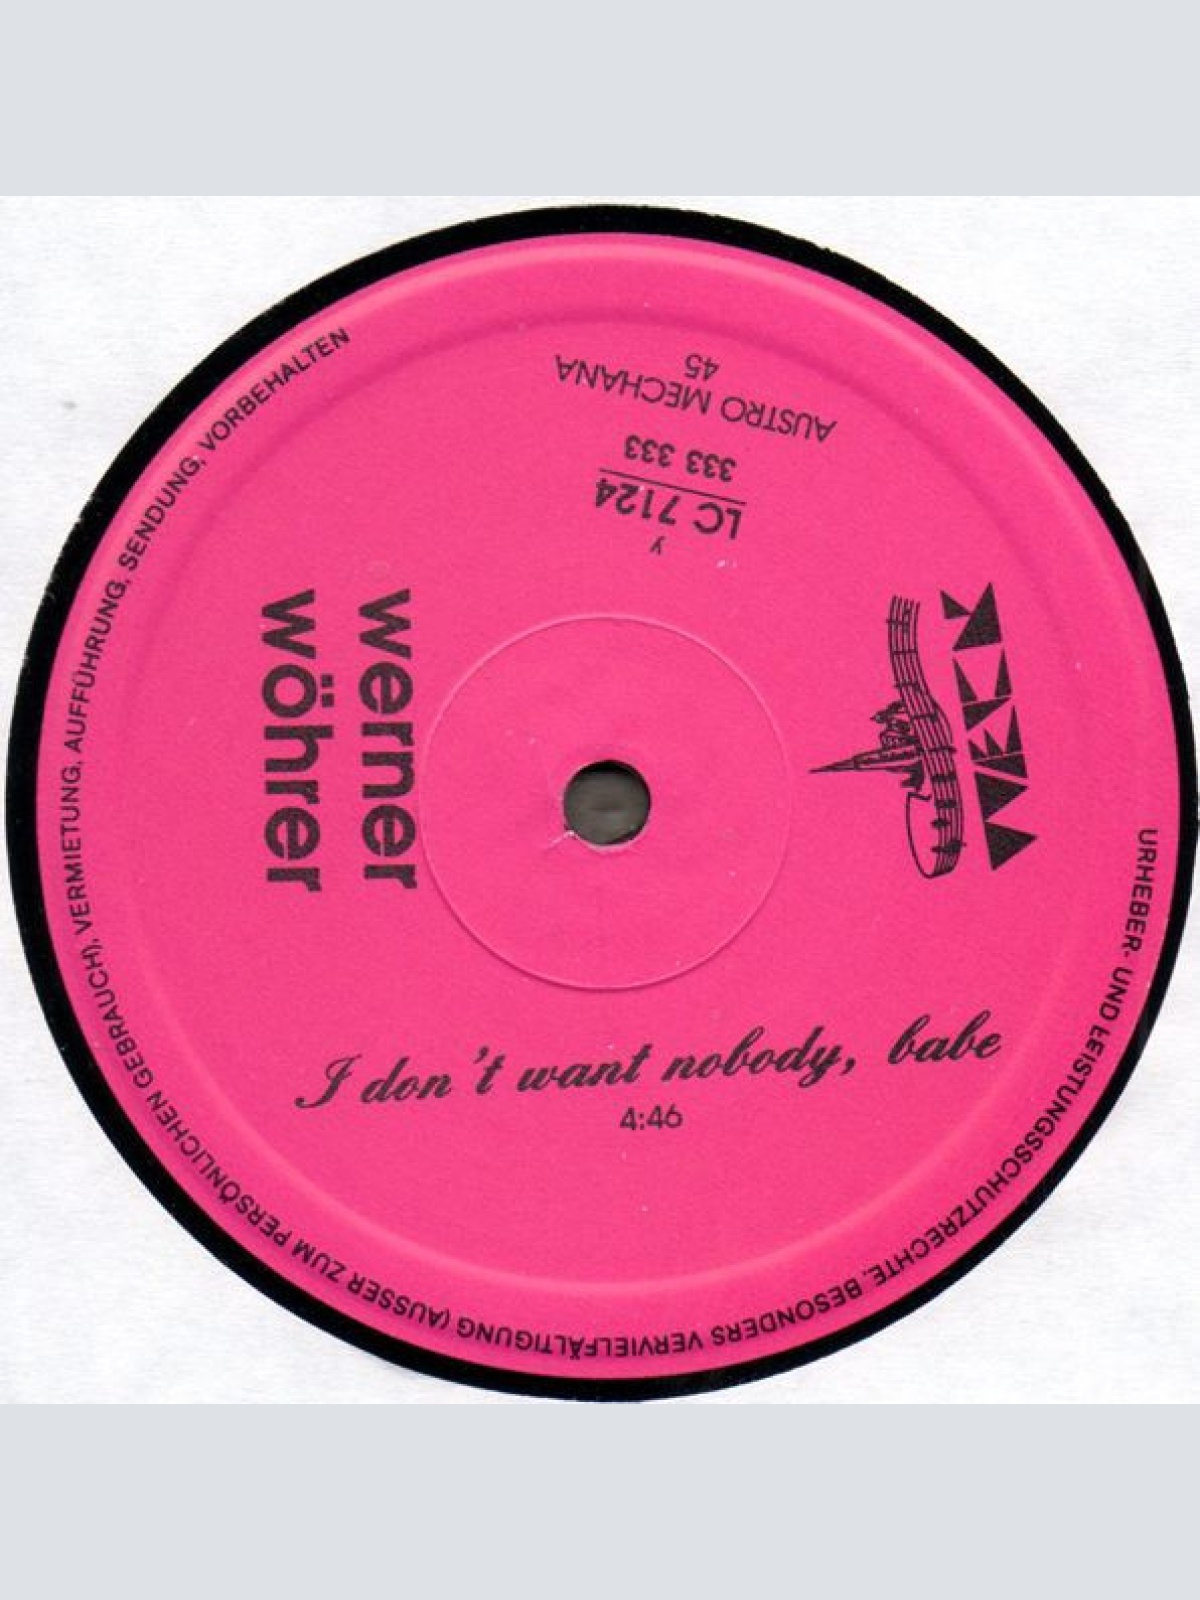 URHEBER- UND LEISTUNGSSCHUTZRECHTE, BESONDERS VERVIELFÄLTIGUNG (AUSSER ZUM PERSÖNLICHEN GEBRAUCH), VERMIETUNG, AUFFÜHRUNG, SENDUNG, VORBEHALTEN
y
LC 7124
333 333
AUSTRO MECHANA
45
werner
wöhrer
I don't want nobody, babe
4:46